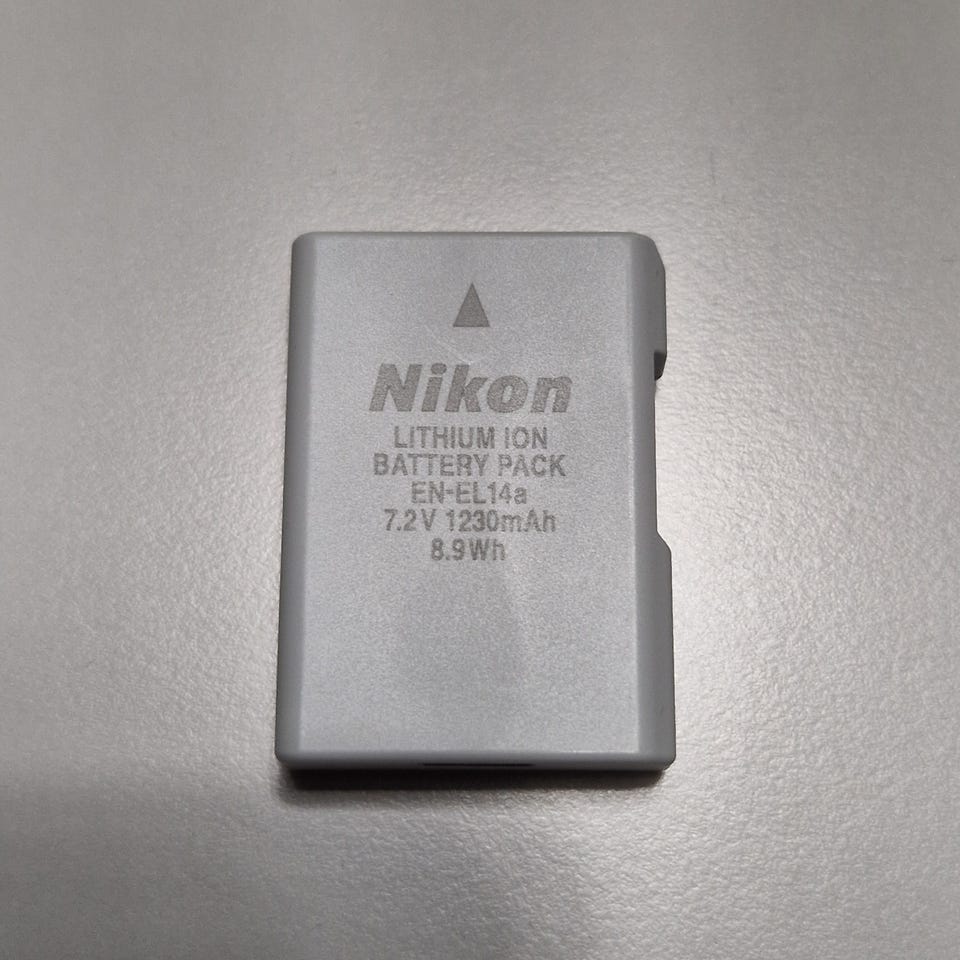 Nikon
LITHIUM ION
BATTERY PACK
EN-EL14a
7.2V 1230mAh
8.9Wh